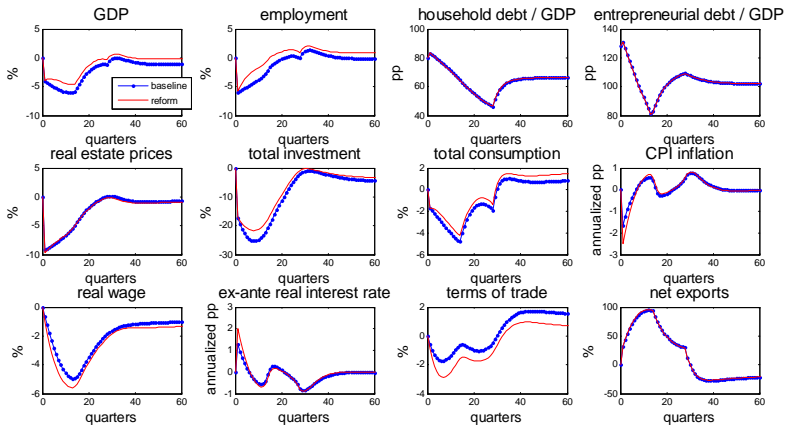 GDP
employment
household debt / GDP
entrepreneurial debt / GDP
5
0
-5
-10
%
0 20 40 60
quarters
baseline
reform
10
5
0
-5
-10
%
0 20 40 60
quarters
80
60
40
pp
0 20 40 60
quarters
140
120
100
80
pp
0 20 40 60
quarters
real estate prices
total investment
total consumption
CPI inflation
5
0
-5
-10
%
0 20 40 60
quarters
0
-10
-20
-30
%
0 20 40 60
quarters
2
0
-2
-4
-6
%
0 20 40 60
quarters
1
0
-1
-2
-3
annualized pp
0 20 40 60
quarters
real wage
ex-ante real interest rate
terms of trade
net exports
0
-2
-4
-6
%
0 20 40 60
quarters
3
2
1
0
-1
annualized pp
0 20 40 60
quarters
4
2
0
-2
-4
%
0 20 40 60
quarters
100
50
0
-50
%
0 20 40 60
quarters